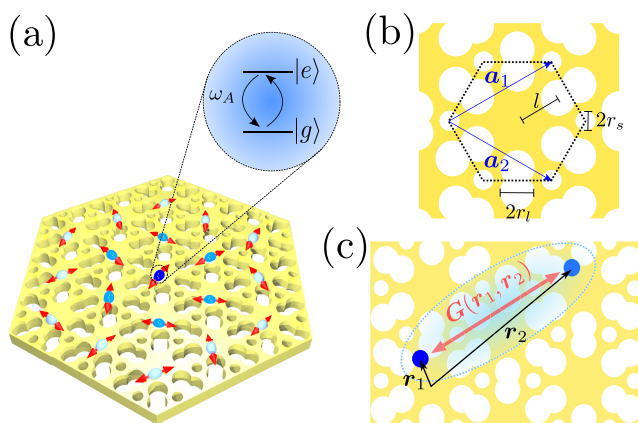 (a)
|e⟩
ω_A
|g⟩
(b)
a_1
l
2r_s
a_2
2r_l
(c)
G(r_1, r_2)
r_2
r_1